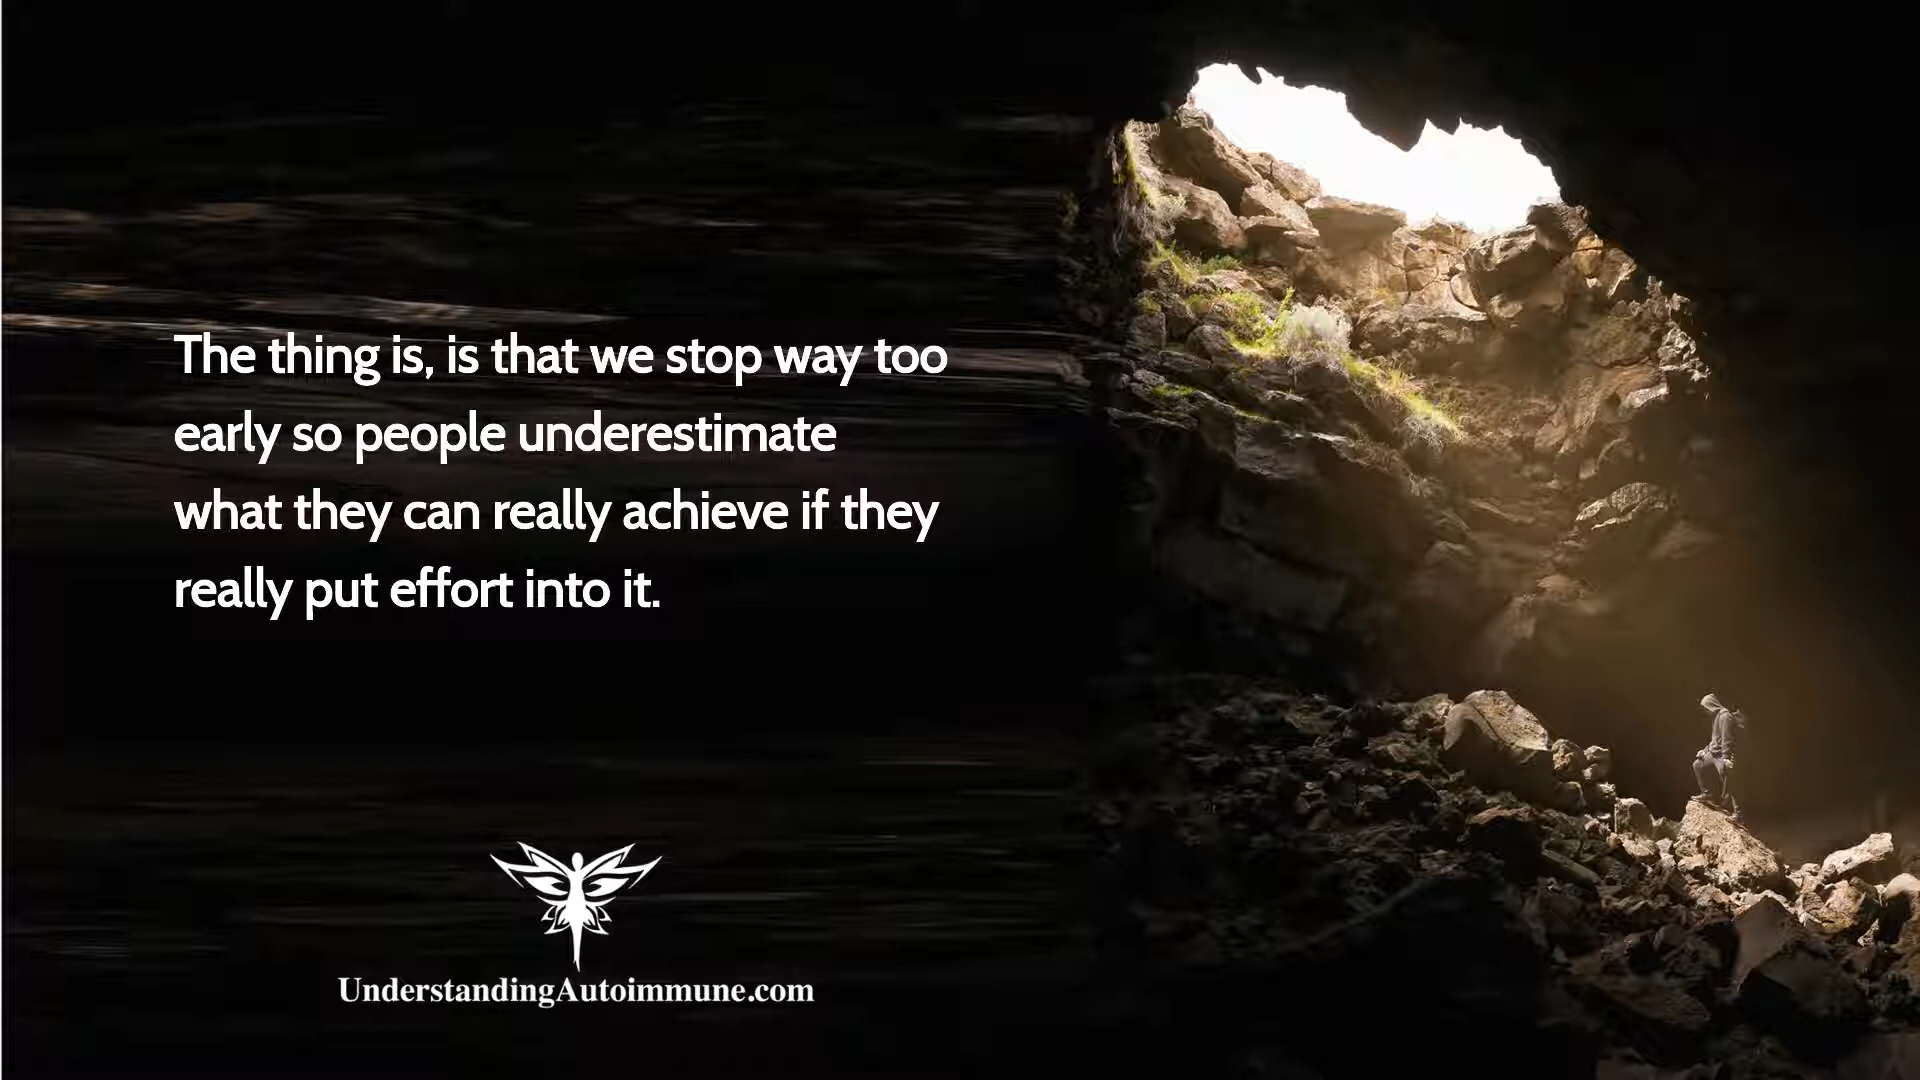 The thing is, is that we stop way too
early so people underestimate
what they can really achieve if they
really put effort into it.
UnderstandingAutoimmune.com